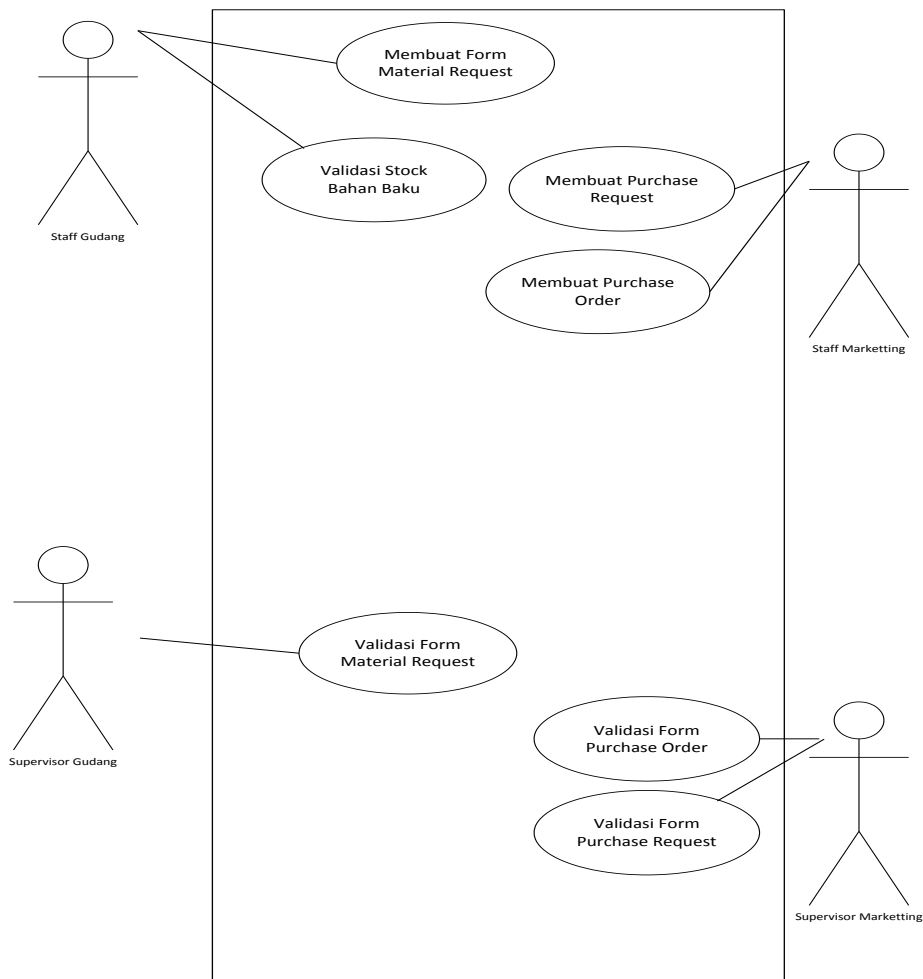 Membuat Form
Material Request
Validasi Stock
Bahan Baku
Membuat Purchase
Request
Staff Gudang
Membuat Purchase
Order
Staff Marketting
Validasi Form
Material Request
Supervisor Gudang
Validasi Form
Purchase Order
Validasi Form
Purchase Request
Supervisor Marketting